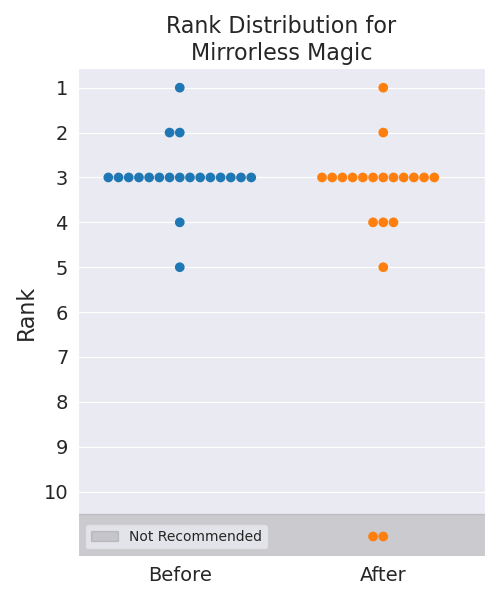 Rank Distribution for
Mirrorless Magic
Rank
1
2
3
4
5
6
7
8
9
10
Not Recommended
Before
After